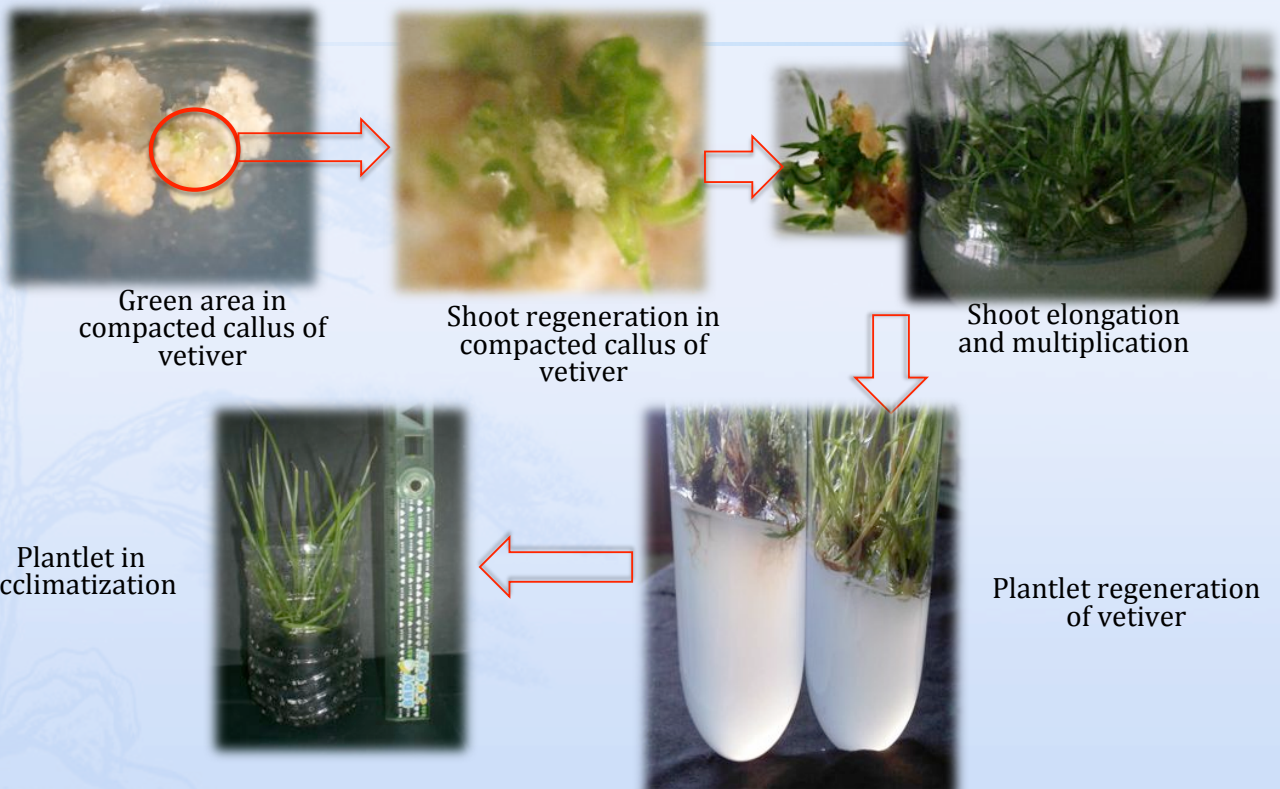 Green area in
compacted callus of
vetiver
Shoot regeneration in
compacted callus of
vetiver
Shoot elongation
and multiplication
Plantlet in
cclimatization
Plantlet regeneration
of vetiver